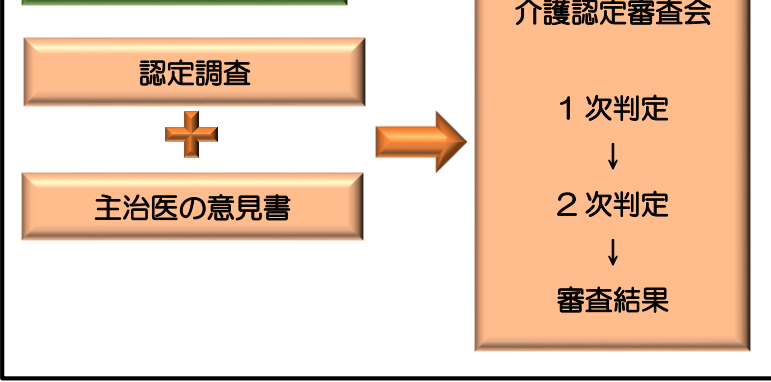 認定調査
主治医の意見書
介護認定審査会
1次判定
↓
2次判定
↓
審査結果